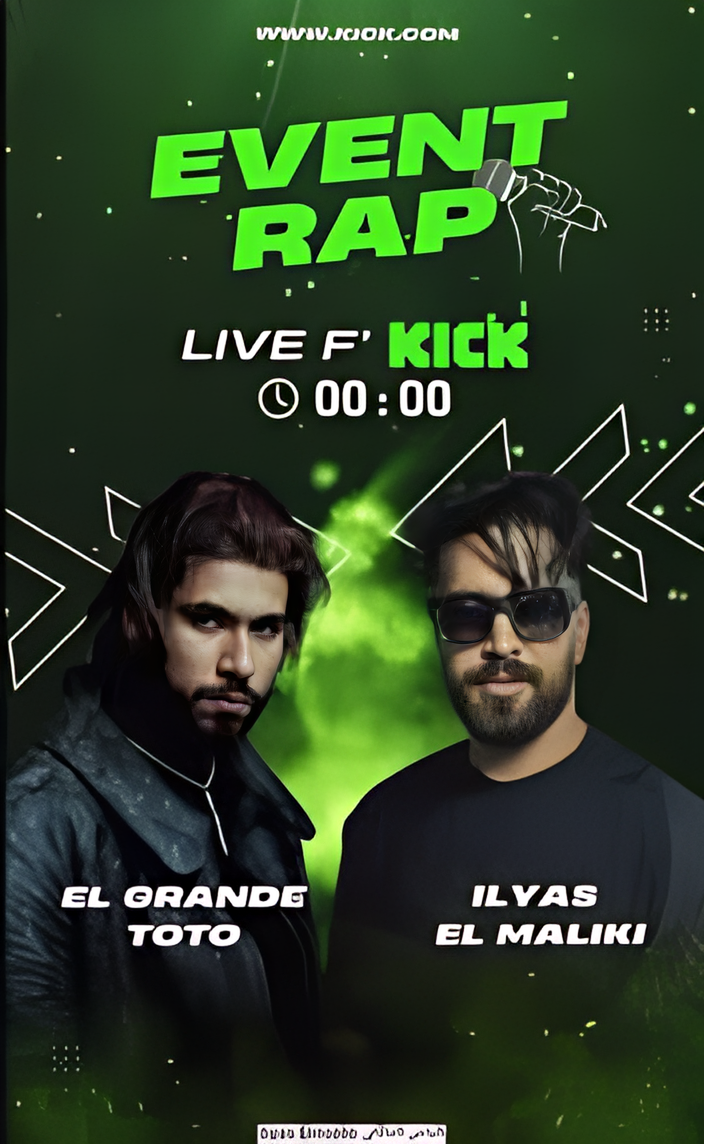 WWW.KICK.COM
EVENT
RAP
LIVE F' KICK
00 : 00
EL GRANDE
TOTO
ILYAS
EL MALIKI